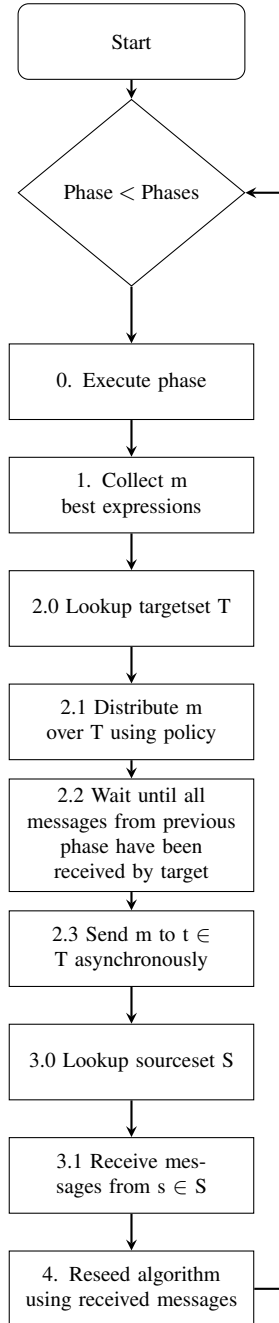 Start
Phase < Phases
0. Execute phase
1. Collect m
best expressions
2.0 Lookup targetset T
2.1 Distribute m
over T using policy
2.2 Wait until all
messages from previous
phase have been
received by target
2.3 Send m to t ∈
T asynchronously
3.0 Lookup sourceset S
3.1 Receive mes-
sages from s ∈ S
4. Reseed algorithm
using received messages